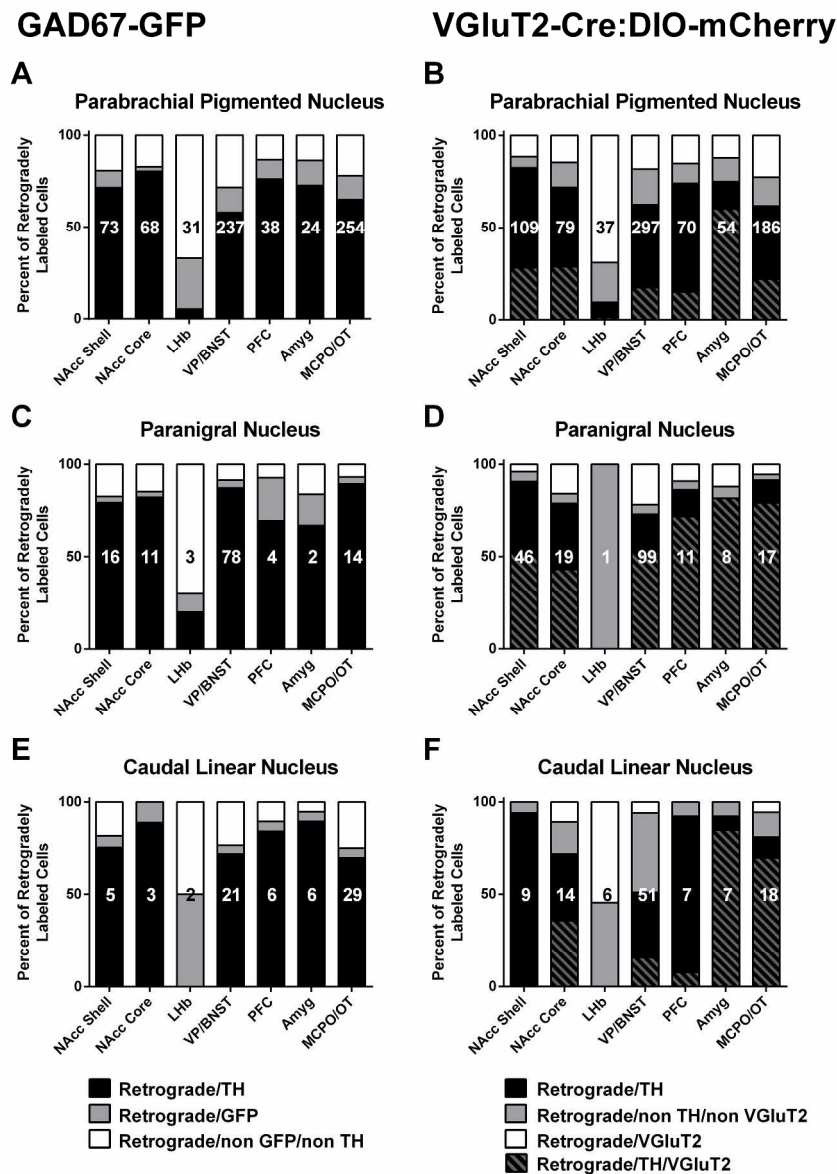 GAD67-GFP
VGluT2-Cre:DIO-mCherry
A
Parabrachial Pigmented Nucleus
Percent of Retrogradely
Labeled Cells
100
50
0
73 68 31 237 38 24 254
NAcc Shell
NAcc Core
LHb
VP/BNST
PFC
Amyg
MCPO/OT
B
Parabrachial Pigmented Nucleus
Percent of Retrogradely
Labeled Cells
100
50
0
109 79 37 297 70 54 186
NAcc Shell
NAcc Core
LHb
VP/BNST
PFC
Amyg
MCPO/OT
C
Paranigral Nucleus
Percent of Retrogradely
Labeled Cells
100
50
0
16 11 3 78 4 2 14
NAcc Shell
NAcc Core
LHb
VP/BNST
PFC
Amyg
MCPO/OT
D
Paranigral Nucleus
Percent of Retrogradely
Labeled Cells
100
50
0
46 19 1 99 11 8 17
NAcc Shell
NAcc Core
LHb
VP/BNST
PFC
Amyg
MCPO/OT
E
Caudal Linear Nucleus
Percent of Retrogradely
Labeled Cells
100
50
0
5 3 2 21 6 6 29
NAcc Shell
NAcc Core
LHb
VP/BNST
PFC
Amyg
MCPO/OT
F
Caudal Linear Nucleus
Percent of Retrogradely
Labeled Cells
100
50
0
9 14 6 51 7 7 18
NAcc Shell
NAcc Core
LHb
VP/BNST
PFC
Amyg
MCPO/OT
Retrograde/TH
Retrograde/GFP
Retrograde/non GFP/non TH
Retrograde/TH
Retrograde/non TH/non VGluT2
Retrograde/VGluT2
Retrograde/TH/VGluT2